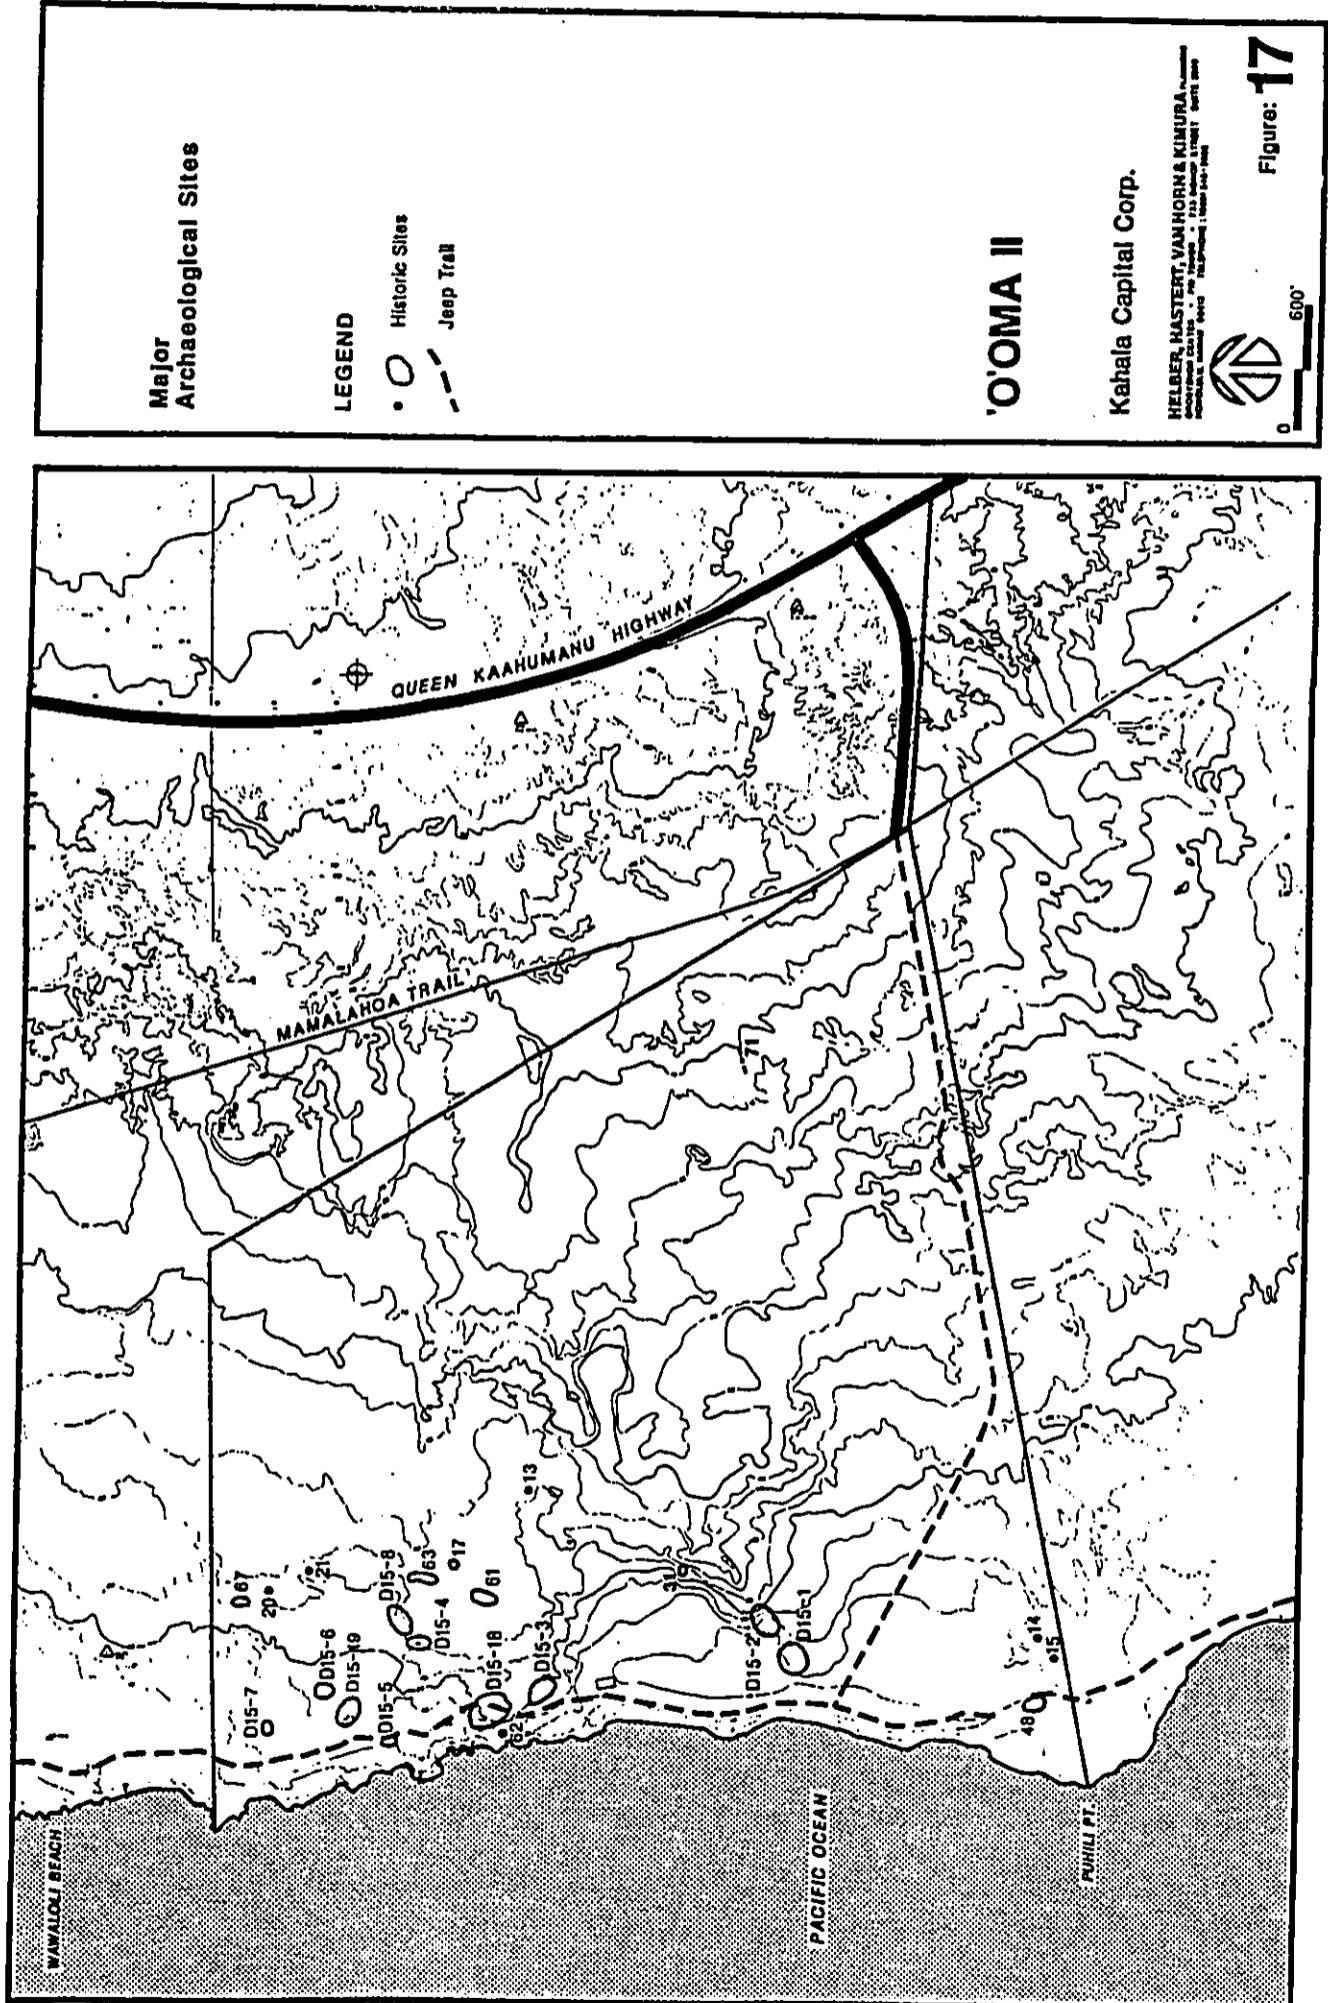 Major
Archaeological Sites
LEGEND
Historic Sites
Jeep Trail
'O'OMA II
Kahala Capital Corp.
HELBER, HASTERT, VAN HORN & KIMURA
0 600'
Figure: 17
QUEEN KAAHUMANU HIGHWAY
MAMALAHOA TRAIL
71
13
67
20
21
D15-8
63
17
61
D15-4
D15-6
D15-19
D15-7
D15-5
D15-18
D15-3
62
31
D15-2
D15-1
14
15
48
WAWALOLI BEACH
PACIFIC OCEAN
PUHILI PT.